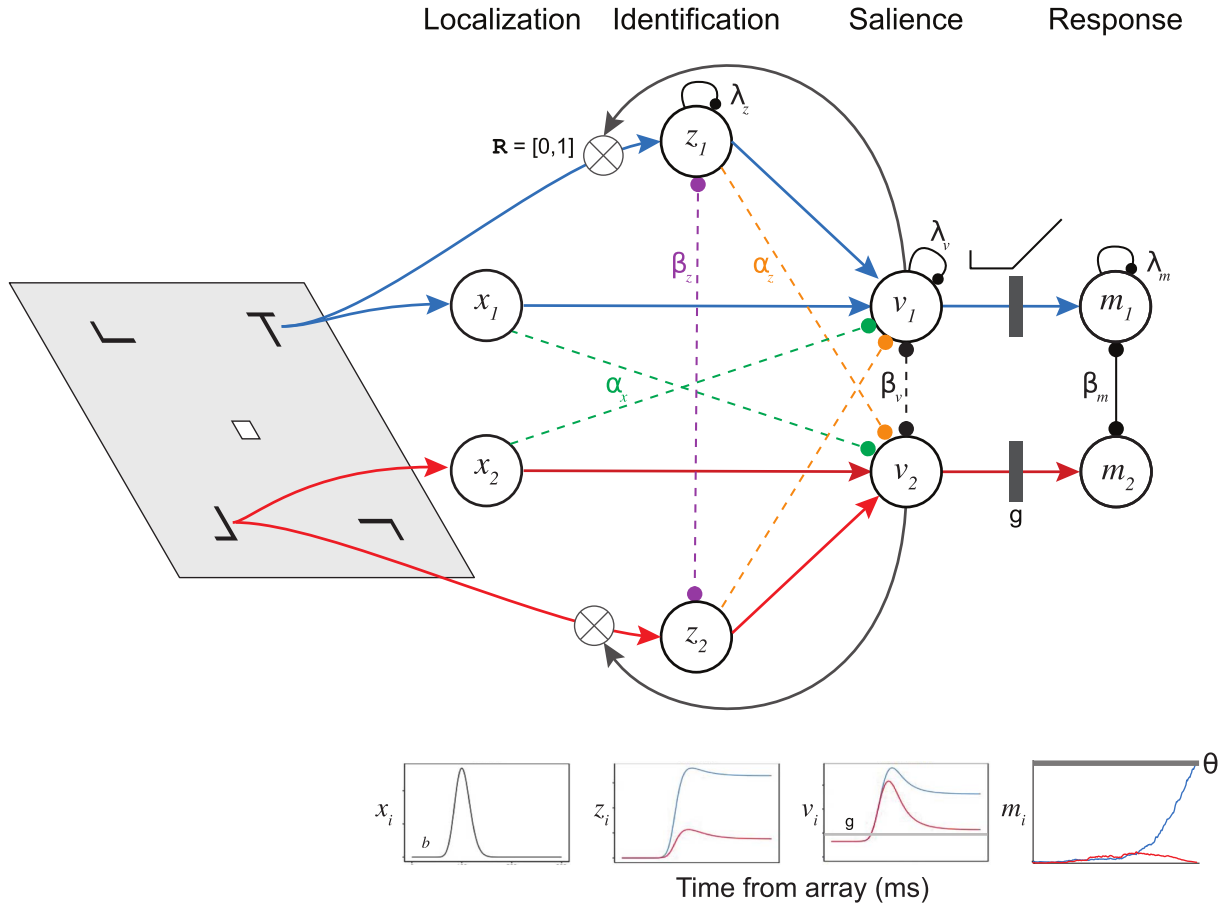 Localization Identification Salience Response
λz
R = [0,1]
z1
λv
βz
αz
λm
x1
v1
m1
αx
βv
βm
x2
v2
m2
g
z2
θ
xi
zi
vi
mi
g
b
Time from array (ms)